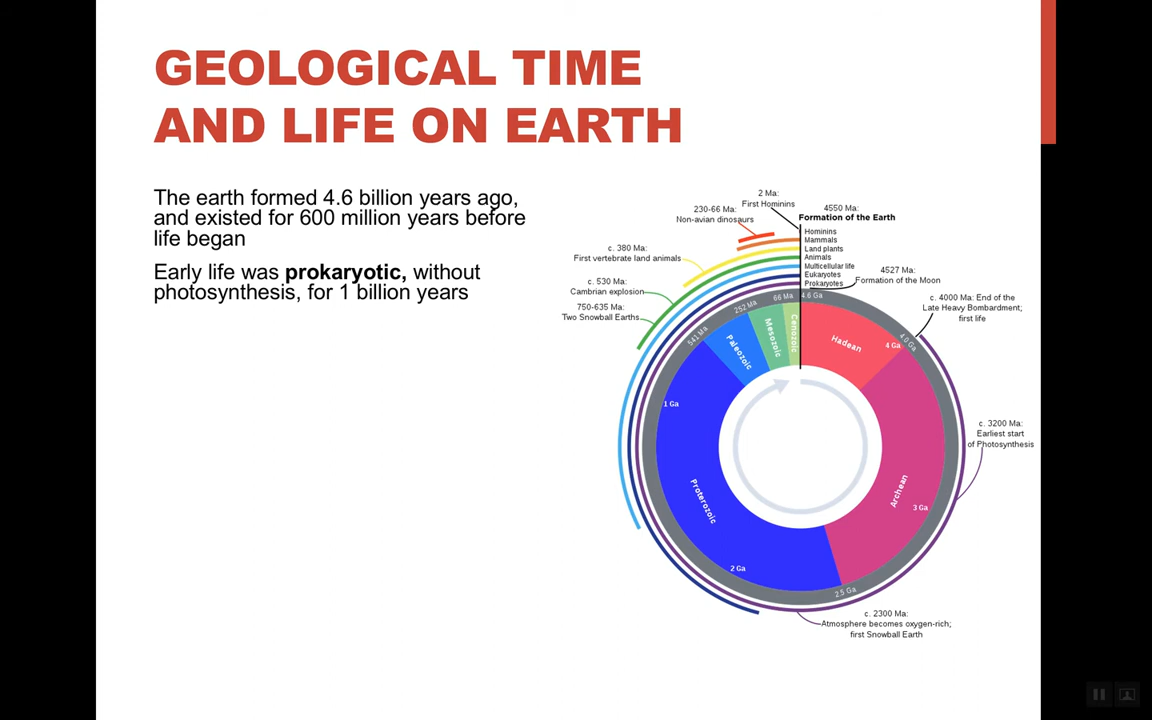 GEOLOGICAL TIME
AND LIFE ON EARTH
The earth formed 4.6 billion years ago,
and existed for 600 million years before
life began
Early life was prokaryotic, without
photosynthesis, for 1 billion years
2 Ma:
First Hominins
230-66 Ma:
Non-avian dinosaurs
4550 Ma:
Formation of the Earth
Hominins
Mammals
Land plants
Animals
Multicellular life
Eukaryotes
Prokaryotes
c. 380 Ma:
First vertebrate land animals
c. 530 Ma:
Cambrian explosion
750-635 Ma:
Two Snowball Earths
4527 Ma:
Formation of the Moon
c. 4000 Ma: End of the
Late Heavy Bombardment;
first life
c. 3200 Ma:
Earliest start
of Photosynthesis
c. 2300 Ma:
Atmosphere becomes oxygen-rich;
first Snowball Earth
4.6 Ga
4.0 Ga
2.5 Ga
541 Ma
252 Ma
66 Ma
Hadean
4 Ga
Archean
3 Ga
2 Ga
Proterozoic
1 Ga
Paleozoic
Mesozoic
Cenozoic